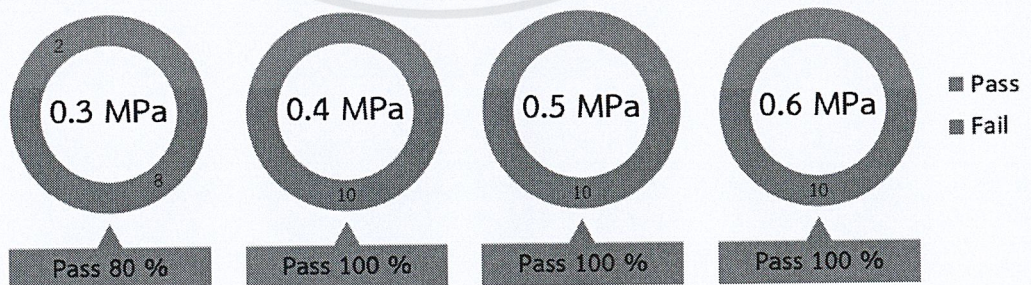 2
8
0.3 MPa
Pass 80 %
10
0.4 MPa
Pass 100 %
10
0.5 MPa
Pass 100 %
10
0.6 MPa
Pass 100 %
Pass
Fail